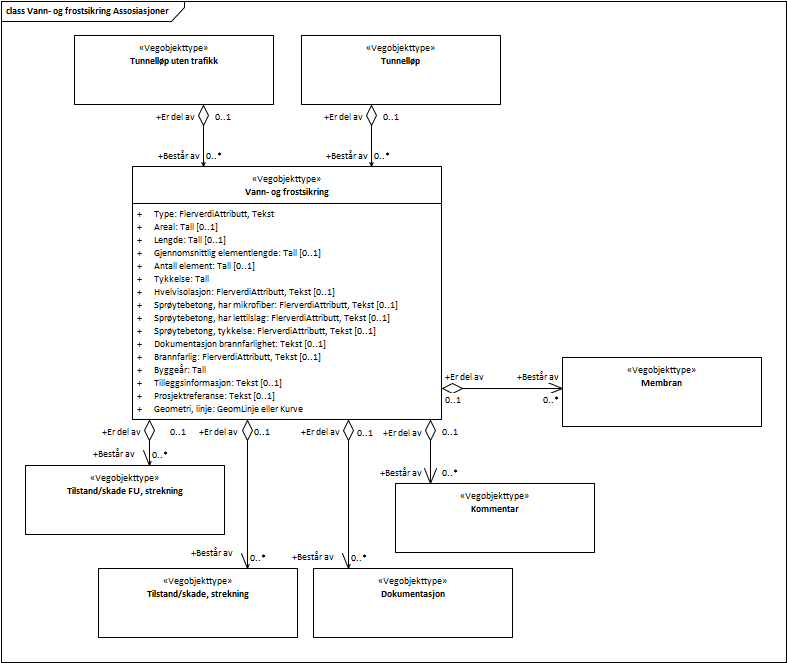 class Vann- og frostsikring Assosiasjoner
«Vegobjekttype»
Tunnelløp uten trafikk
«Vegobjekttype»
Tunnelløp
+Er del av 0..1
+Er del av 0..1
+Består av 0..*
+Består av 0..*
«Vegobjekttype»
Vann- og frostsikring
+ Type: FlerverdiAttributt, Tekst
+ Areal: Tall [0..1]
+ Lengde: Tall [0..1]
+ Gjennomsnittlig elementlengde: Tall [0..1]
+ Antall element: Tall [0..1]
+ Tykkelse: Tall
+ Hvelvisolasjon: FlerverdiAttributt, Tekst [0..1]
+ Sprøytebetong, har mikrofiber: FlerverdiAttributt, Tekst [0..1]
+ Sprøytebetong, har lettilslag: FlerverdiAttributt, Tekst [0..1]
+ Sprøytebetong, tykkelse: FlerverdiAttributt, Tekst [0..1]
+ Dokumentasjon brannfarlighet: Tekst [0..1]
+ Brannfarlig: FlerverdiAttributt, Tekst [0..1]
+ Byggeår: Tall
+ Tilleggsinformasjon: Tekst [0..1]
+ Prosjektreferanse: Tekst [0..1]
+ Geometri, linje: GeomLinje eller Kurve
+Er del av +Består av
0..1 0..*
«Vegobjekttype»
Membran
+Er del av 0..1
+Er del av 0..1
+Er del av 0..1
+Er del av 0..1
+Består av 0..*
«Vegobjekttype»
Tilstand/skade FU, strekning
+Består av 0..*
«Vegobjekttype»
Kommentar
+Består av 0..*
+Består av 0..*
«Vegobjekttype»
Tilstand/skade, strekning
«Vegobjekttype»
Dokumentasjon